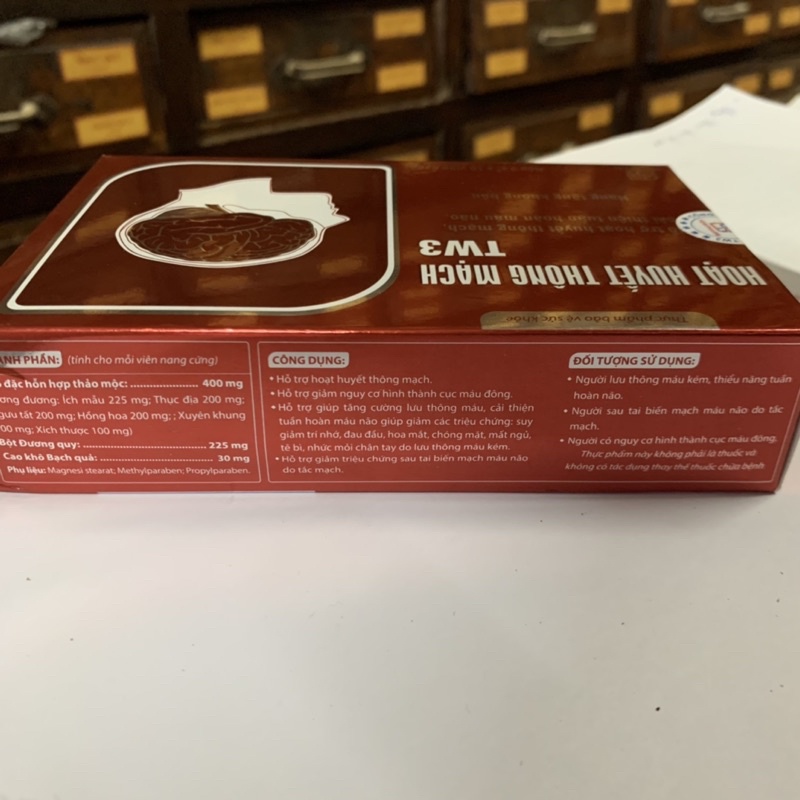 HOẠT HUYẾT THÔNG MẠCH
TW3
Thực phẩm bảo vệ sức khỏe
PHẦN: (tính cho mỗi viên nang cứng)
đặc hỗn hợp thảo mộc: 400 mg
đương: Ích mẫu 225 mg; Thục địa 200 mg;
tất 200 mg; Hồng hoa 200 mg; ; Xuyên khung
mg; Xích thược 100 mg)
Bột Đương quy: 225 mg
Cao khô Bạch quả: 30 mg
Phụ liệu: Magnesi stearat; Methylparaben; Propylparaben.
CÔNG DỤNG:
• Hỗ trợ hoạt huyết thông mạch.
• Hỗ trợ giảm nguy cơ hình thành cục máu đông.
• Hỗ trợ giúp tăng cường lưu thông máu, cải thiện
tuần hoàn máu não giúp giảm các triệu chứng: suy
giảm trí nhớ, đau đầu, hoa mắt, chóng mặt, mất ngủ,
tê bì, nhức mỏi chân tay do lưu thông máu kém.
• Hỗ trợ giảm triệu chứng sau tai biến mạch máu não
do tắc mạch.
ĐỐI TƯỢNG SỬ DỤNG:
• Người lưu thông máu kém, thiểu năng tuần
hoàn não.
• Người sau tai biến mạch máu não do tắc
mạch.
• Người có nguy cơ hình thành cục máu đông.
Thực phẩm này không phải là thuốc và
không có tác dụng thay thế thuốc chữa bệnh